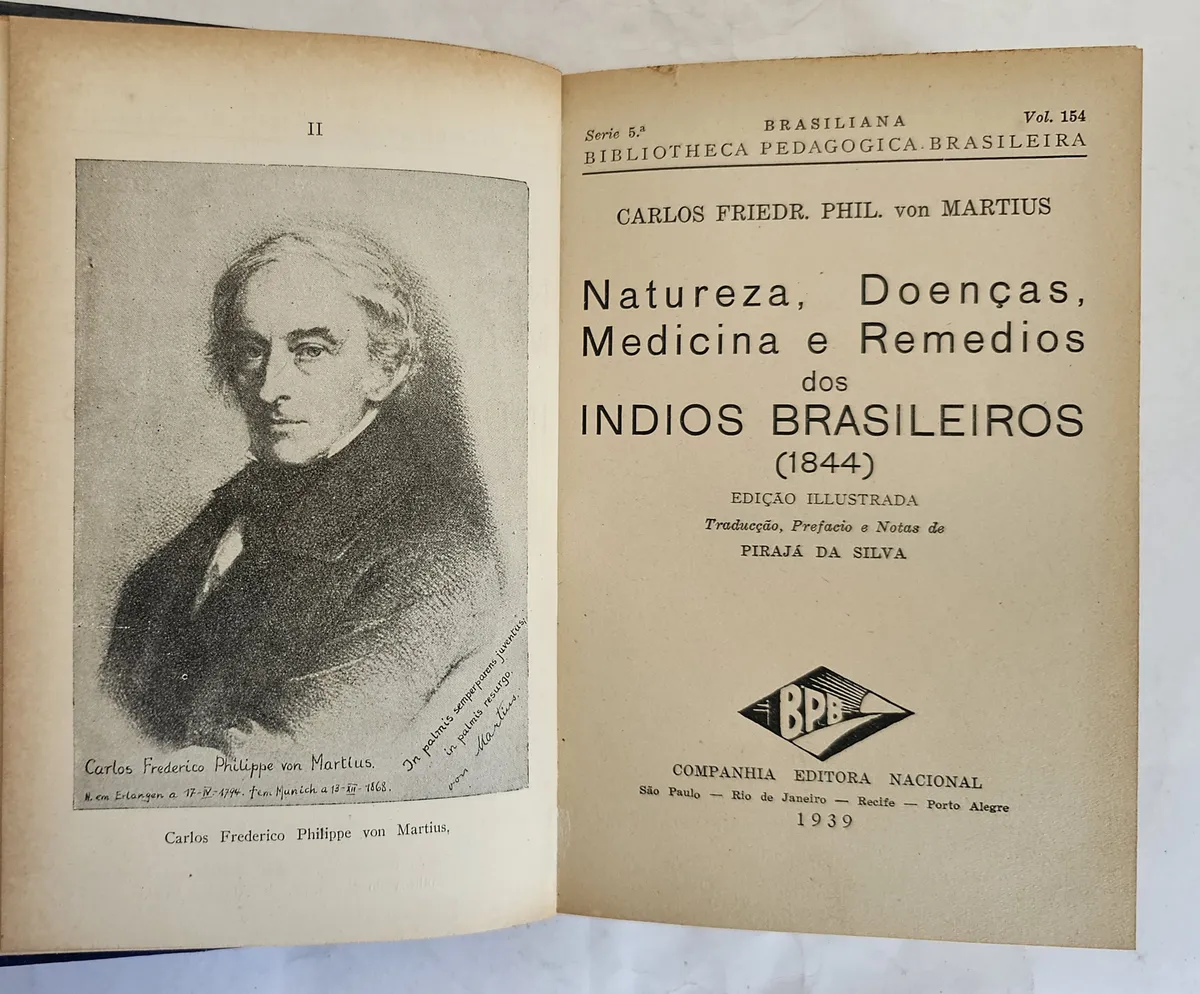 II
Carlos Frederico Philippe von Martius.
N. em Erlangen a 17-IV-1794. † em Munich a 13-XII-1868.
In palmis semper parens juventus;
in palmis resurgo.
von Martius.
Carlos Frederico Philippe von Martius,
Serie 5.ª BRASILIANA Vol. 154
BIBLIOTHECA PEDAGOGICA BRASILEIRA
CARLOS FRIEDR. PHIL. von MARTIUS
Natureza, Doenças,
Medicina e Remedios
dos
INDIOS BRASILEIROS
(1844)
EDIÇÃO ILLUSTRADA
Traducção, Prefacio e Notas de
PIRAJÁ DA SILVA
BPB
COMPANHIA EDITORA NACIONAL
São Paulo — Rio de Janeiro — Recife — Porto Alegre
1939